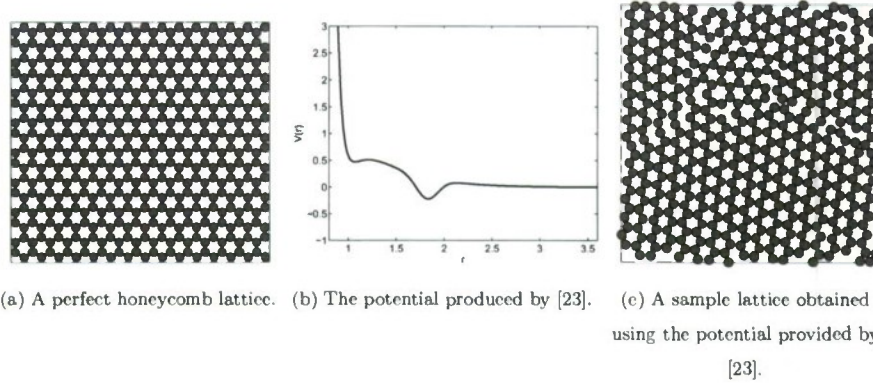 3
2.5
2
1.5
1
0.5
0
-0.5
-1
V(r)
1 1.5 2 2.5 3 3.5
r
(a) A perfect honeycomb lattice.
(b) The potential produced by [23].
(c) A sample lattice obtained
using the potential provided by
[23].